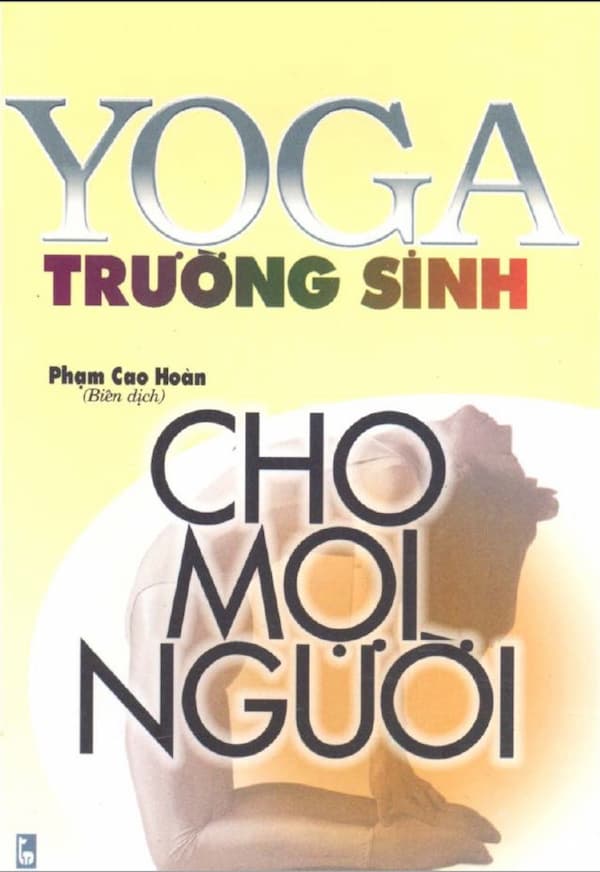 YOGA
TRƯỜNG SINH
Phạm Cao Hoàn
(Biên dịch)
CHO
MỌI
NGƯỜI